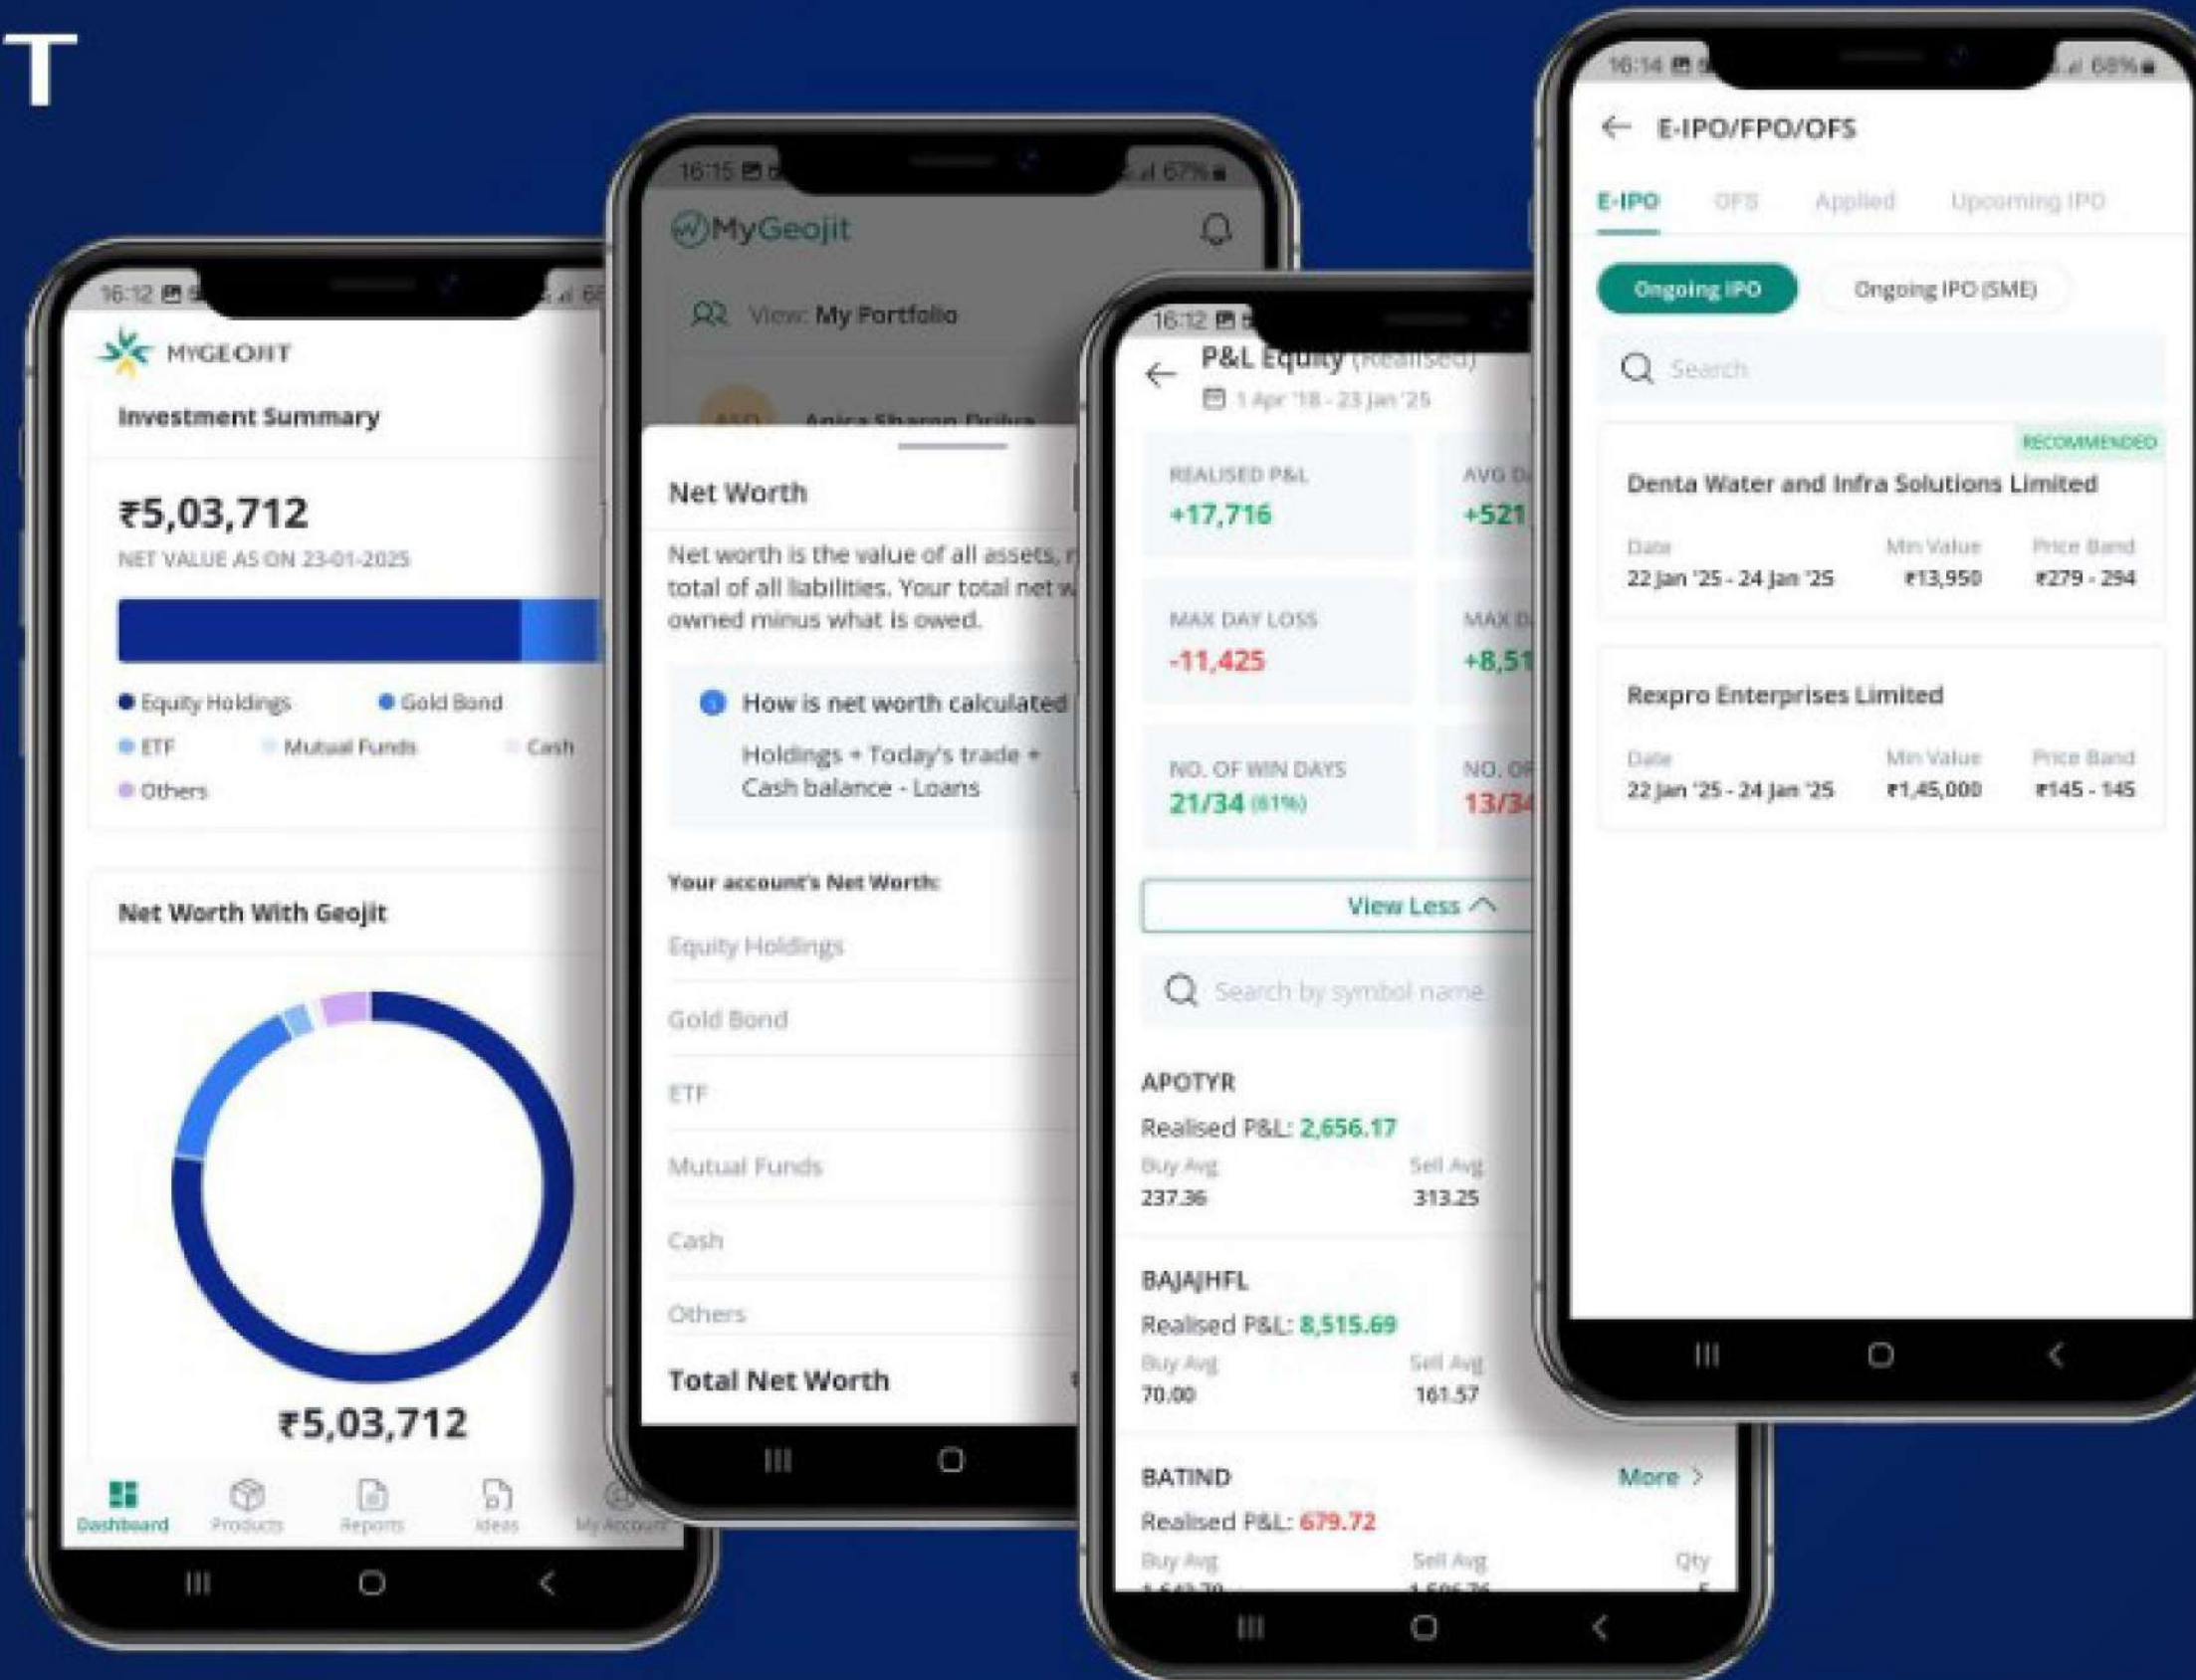 T
16:12
MYGEOJIT
Investment Summary
₹5,03,712
NET VALUE AS ON 23-01-2025
Equity Holdings Gold Bond
ETF Mutual Funds Cash
Others
Net Worth With Geojit
₹5,03,712
Dashboard Products Reports Ideas My Account
16:15 67%
MyGeojit
View: My Portfolio
Net Worth
Net worth is the value of all assets,
total of all liabilities. Your total net
owned minus what is owed.
How is net worth calculated
Holdings + Today's trade +
Cash balance - Loans
Your account's Net Worth:
Equity Holdings
Gold Bond
ETF
Mutual Funds
Cash
Others
Total Net Worth
16:12
P&L Equity (Realised)
1 Apr '18 - 23 Jan '25
REALISED P&L AVG
+17,716 +521
MAX DAY LOSS MAX
-11,425 +8,51
NO. OF WIN DAYS NO. OF
21/34 (61%) 13/34
View Less
Search by symbol name
APOTYR
Realised P&L: 2,656.17
Buy Avg Sell Avg
237.36 313.25
BAJAJHFL
Realised P&L: 8,515.69
Buy Avg Sell Avg
70.00 161.57
BATIND More >
Realised P&L: 679.72
Buy Avg Sell Avg Qty
16:14 68%
E-IPO/FPO/OFS
E-IPO OFS Applied Upcoming IPO
Ongoing IPO Ongoing IPO (SME)
Search
RECOMMENDED
Denta Water and Infra Solutions Limited
Date Min Value Price Band
22 Jan '25 - 24 Jan '25 ₹13,950 ₹279 - 294
Rexpro Enterprises Limited
Date Min Value Price Band
22 Jan '25 - 24 Jan '25 ₹1,45,000 ₹145 - 145